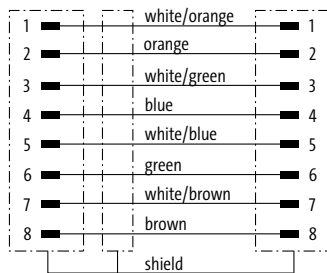 1 white/orange 1
2 orange 2
3 white/green 3
4 blue 4
5 white/blue 5
6 green 6
7 white/brown 7
8 brown 8
shield